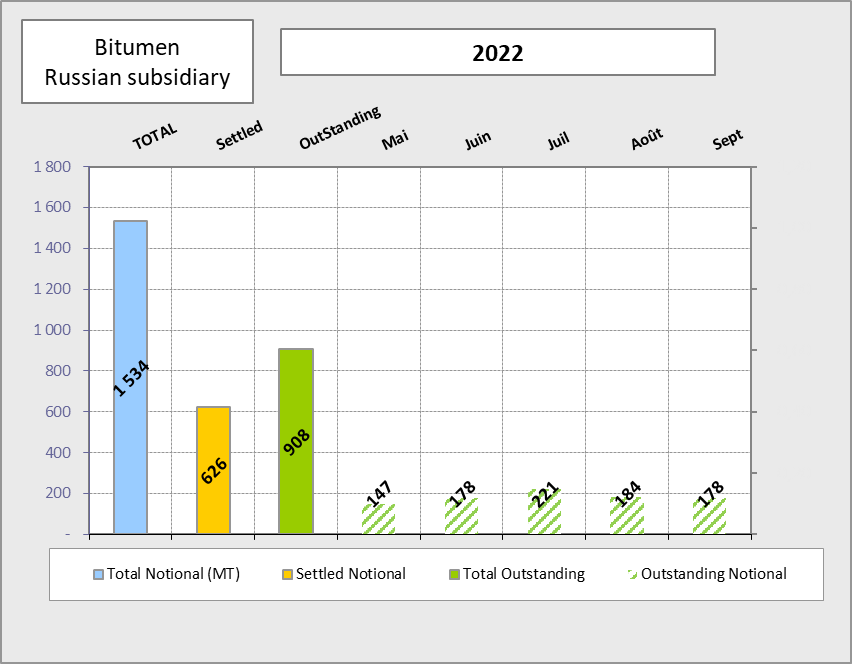 Bitumen
Russian subsidiary
2022
TOTAL
Settled
OutStanding
Mai
Juin
Juil
Août
Sept
1 800
1 600
1 400
1 200
1 000
800
600
400
200
-
1 534
626
908
147
178
221
184
178
Total Notional (MT)
Settled Notional
Total Outstanding
Outstanding Notional